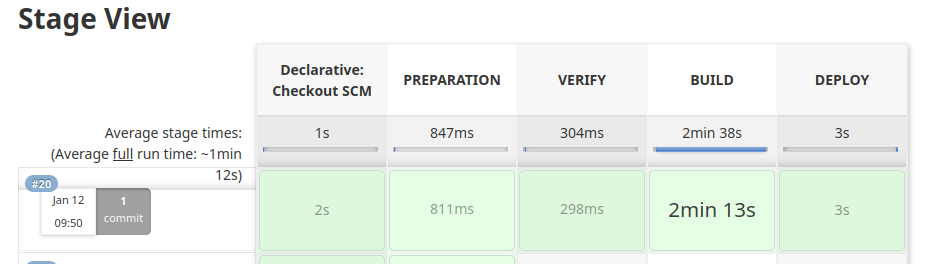 Stage View
Declarative:
Checkout SCM
PREPARATION
VERIFY
BUILD
DEPLOY
Average stage times:
(Average full run time: ~1min
12s)
1s
847ms
304ms
2min 38s
3s
#20
Jan 12
09:50
1
commit
2s
811ms
298ms
2min 13s
3s